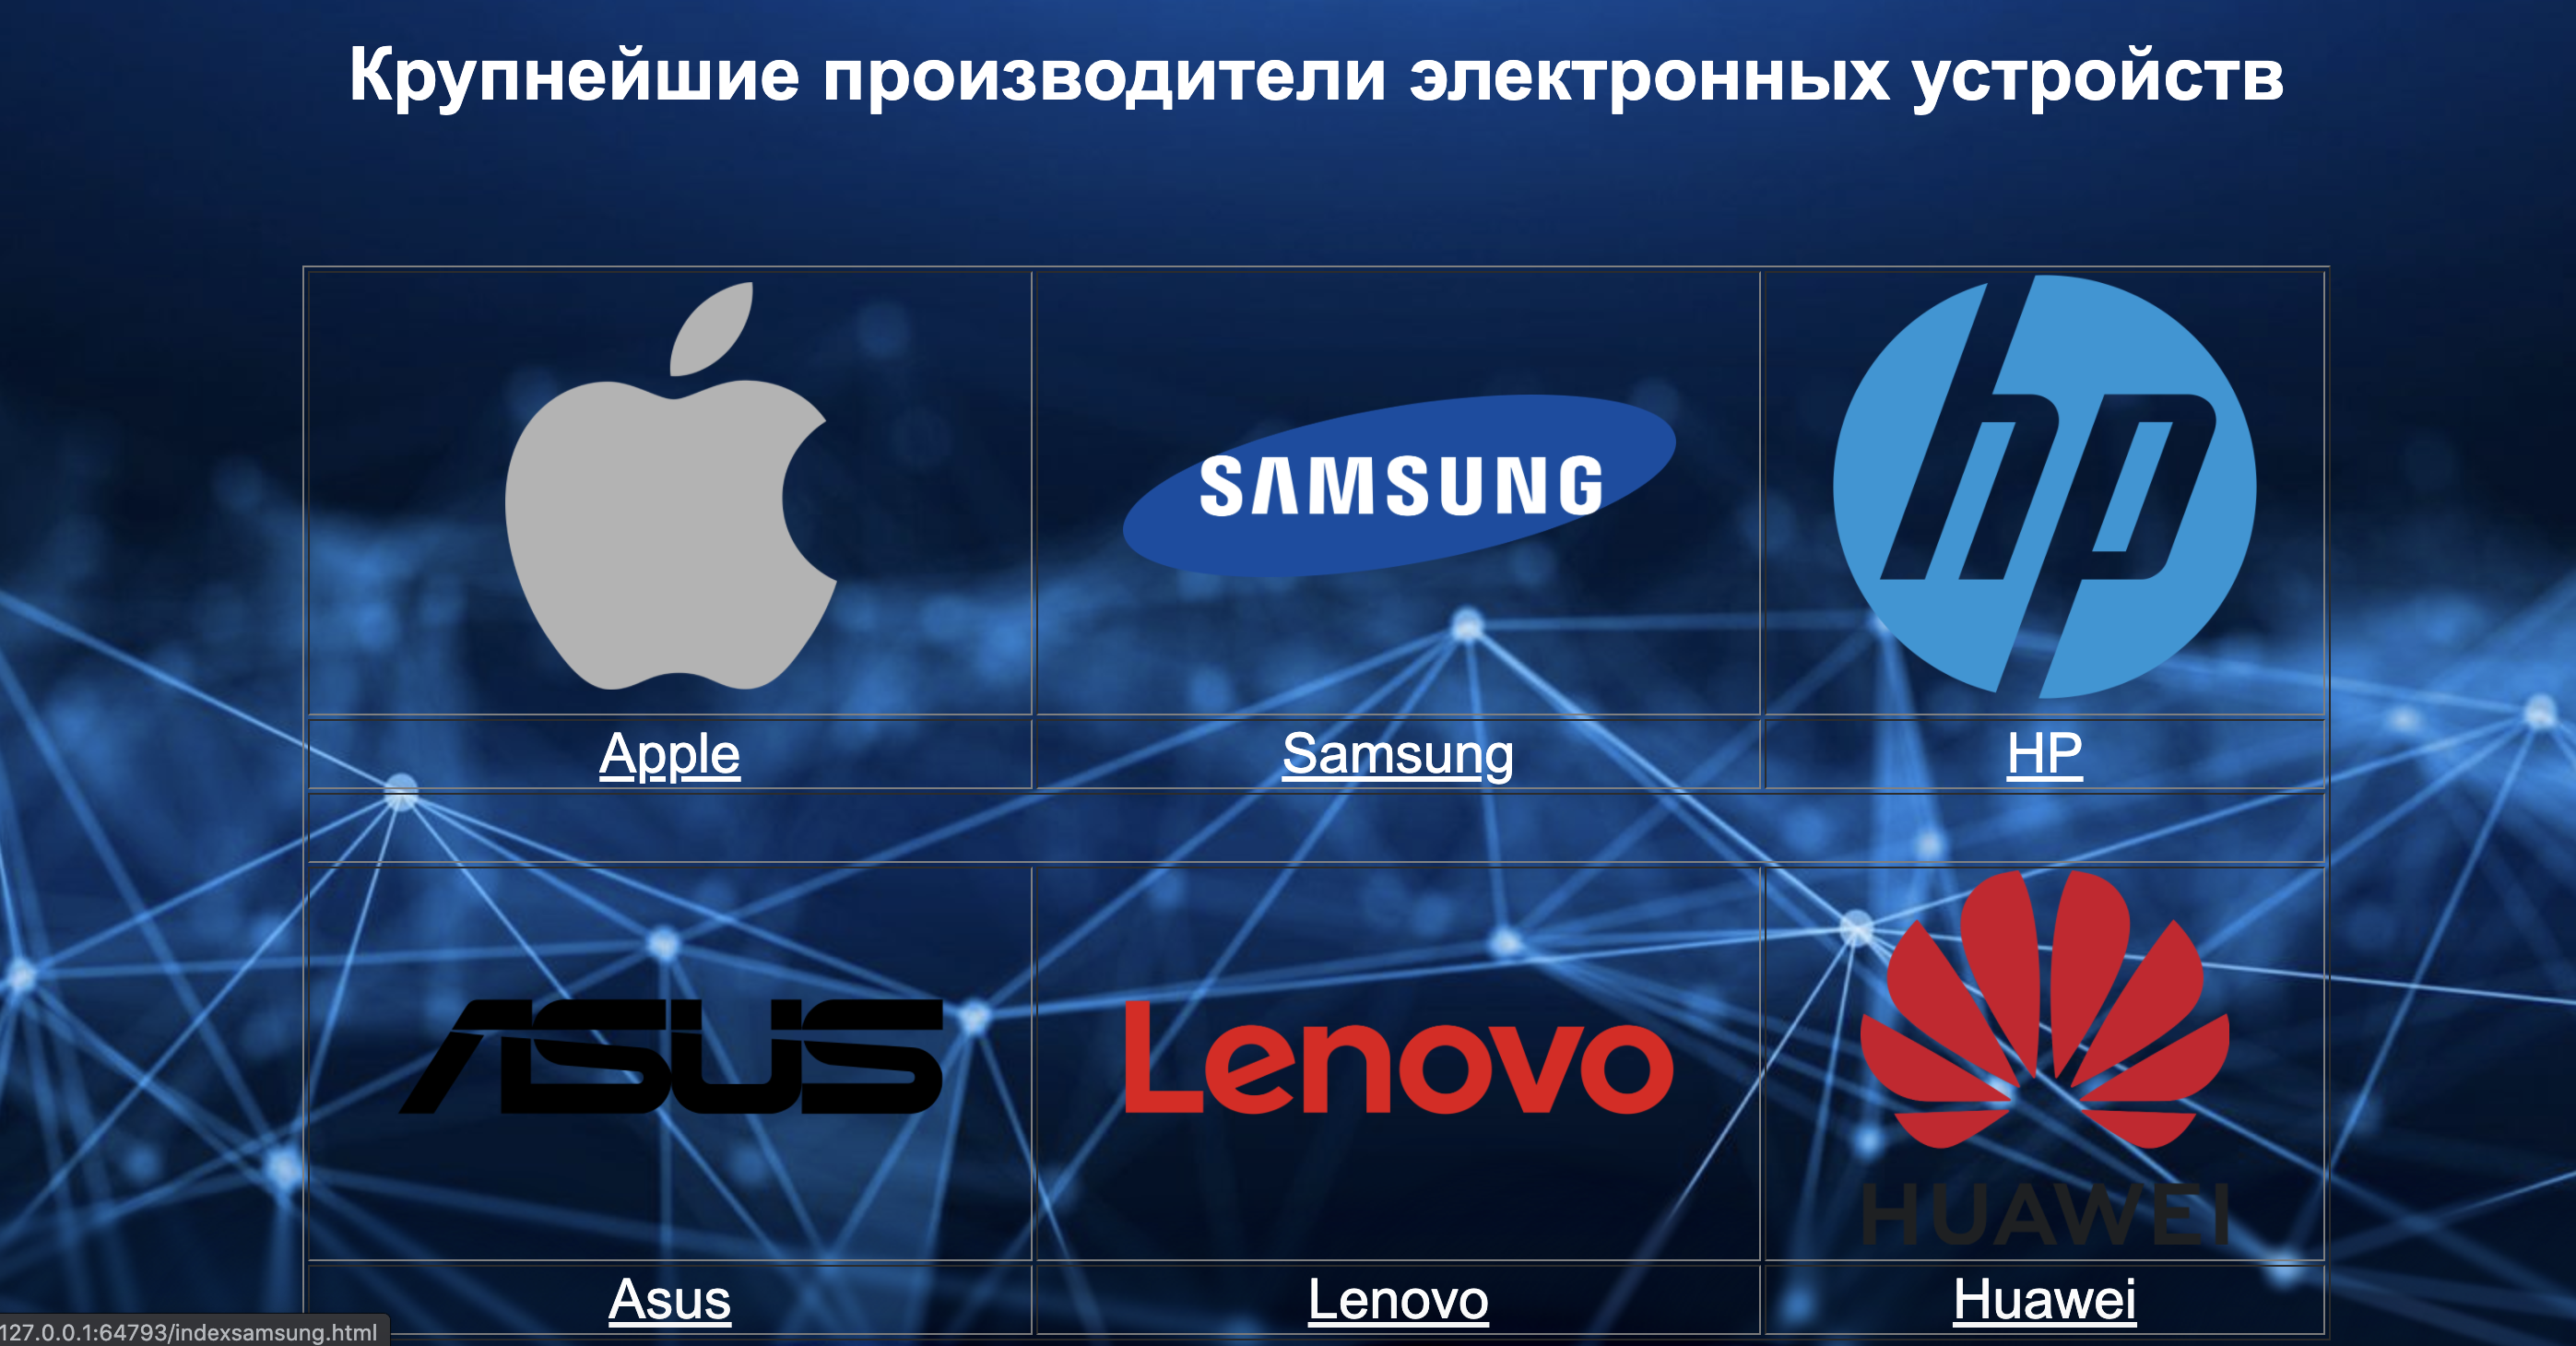 Крупнейшие производители электронных устройств
SAMSUNG
hp
Apple
Samsung
HP
ASUS
Lenovo
HUAWEI
Asus
Lenovo
Huawei
127.0.0.1:64793/indexsamsung.html